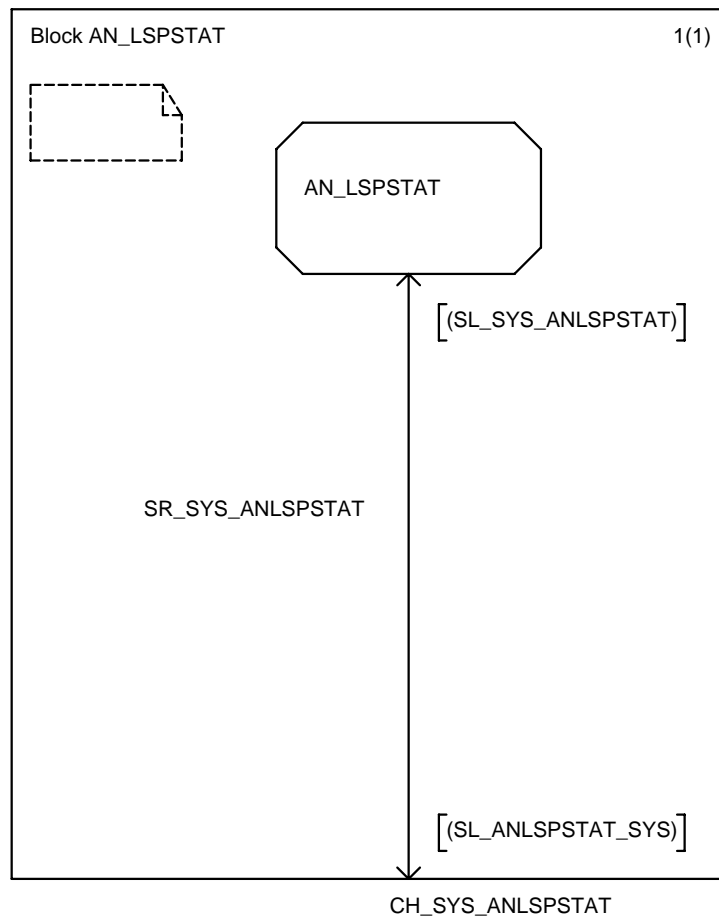 Block AN_LSPSTAT 1(1)
AN_LSPSTAT
[(SL_SYS_ANLSPSTAT)]
SR_SYS_ANLSPSTAT
[(SL_ANLSPSTAT_SYS)]
CH_SYS_ANLSPSTAT